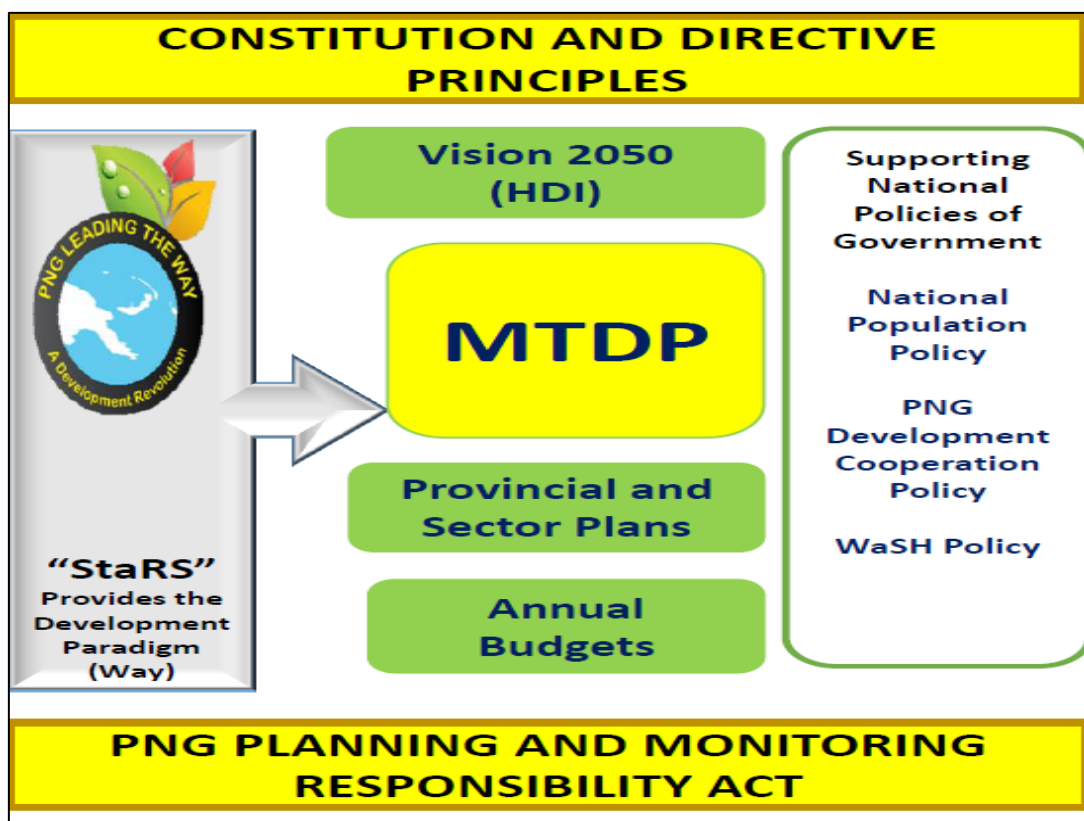 CONSTITUTION AND DIRECTIVE
PRINCIPLES
PNG LEADING THE WAY
A Development Revolution
“StaRS”
Provides the
Development
Paradigm
(Way)
Vision 2050
(HDI)
MTDP
Provincial and
Sector Plans
Annual
Budgets
Supporting
National
Policies of
Government
National
Population
Policy
PNG
Development
Cooperation
Policy
WaSH Policy
PNG PLANNING AND MONITORING
RESPONSIBILITY ACT